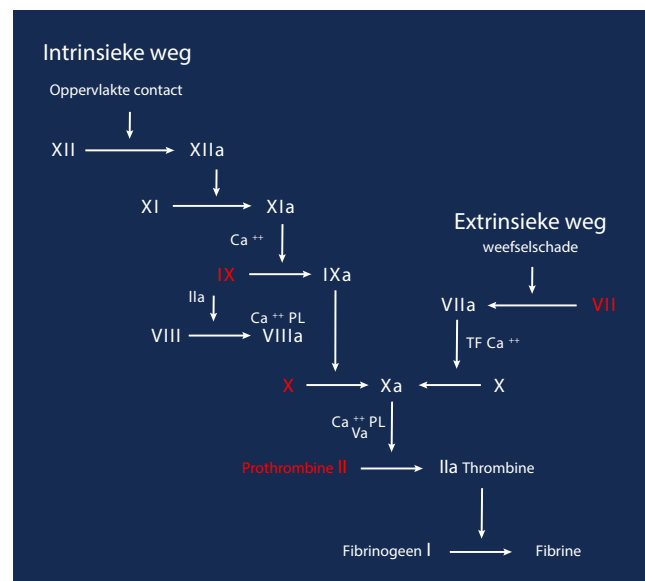 Intrinsieke weg
Oppervlakte contact
XII XIIa
XI XIa
Extrinsieke weg
weefselschade
Ca ++
IX IXa
IIa
VIIa VII
Ca ++ PL
VIII VIIIa
TF Ca ++
X Xa X
Ca ++ PL
Va
Prothrombine II IIa Thrombine
Fibrinogeen I Fibrine